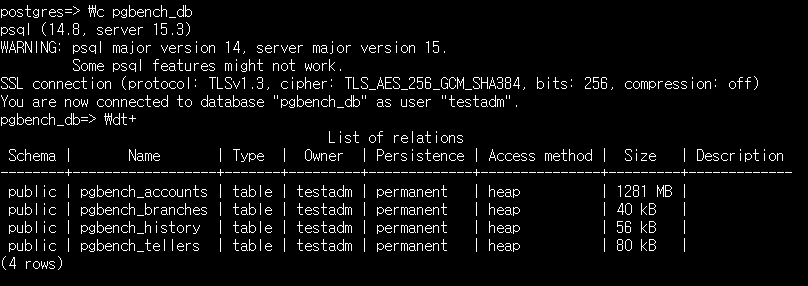 postgres=> ₩c pgbench_db
psql (14.8, server 15.3)
WARNING: psql major version 14, server major version 15.
         Some psql features might not work.
SSL connection (protocol: TLSv1.3, cipher: TLS_AES_256_GCM_SHA384, bits: 256, compression: off)
You are now connected to database "pgbench_db" as user "testadm".
pgbench_db=> ₩dt+
                                      List of relations
 Schema |       Name       | Type  |  Owner  | Persistence | Access method |  Size   | Description
--------+------------------+-------+---------+-------------+---------------+---------+-------------
 public | pgbench_accounts | table | testadm | permanent   | heap          | 1281 MB |
 public | pgbench_branches | table | testadm | permanent   | heap          | 40 kB   |
 public | pgbench_history  | table | testadm | permanent   | heap          | 56 kB   |
 public | pgbench_tellers  | table | testadm | permanent   | heap          | 80 kB   |
(4 rows)